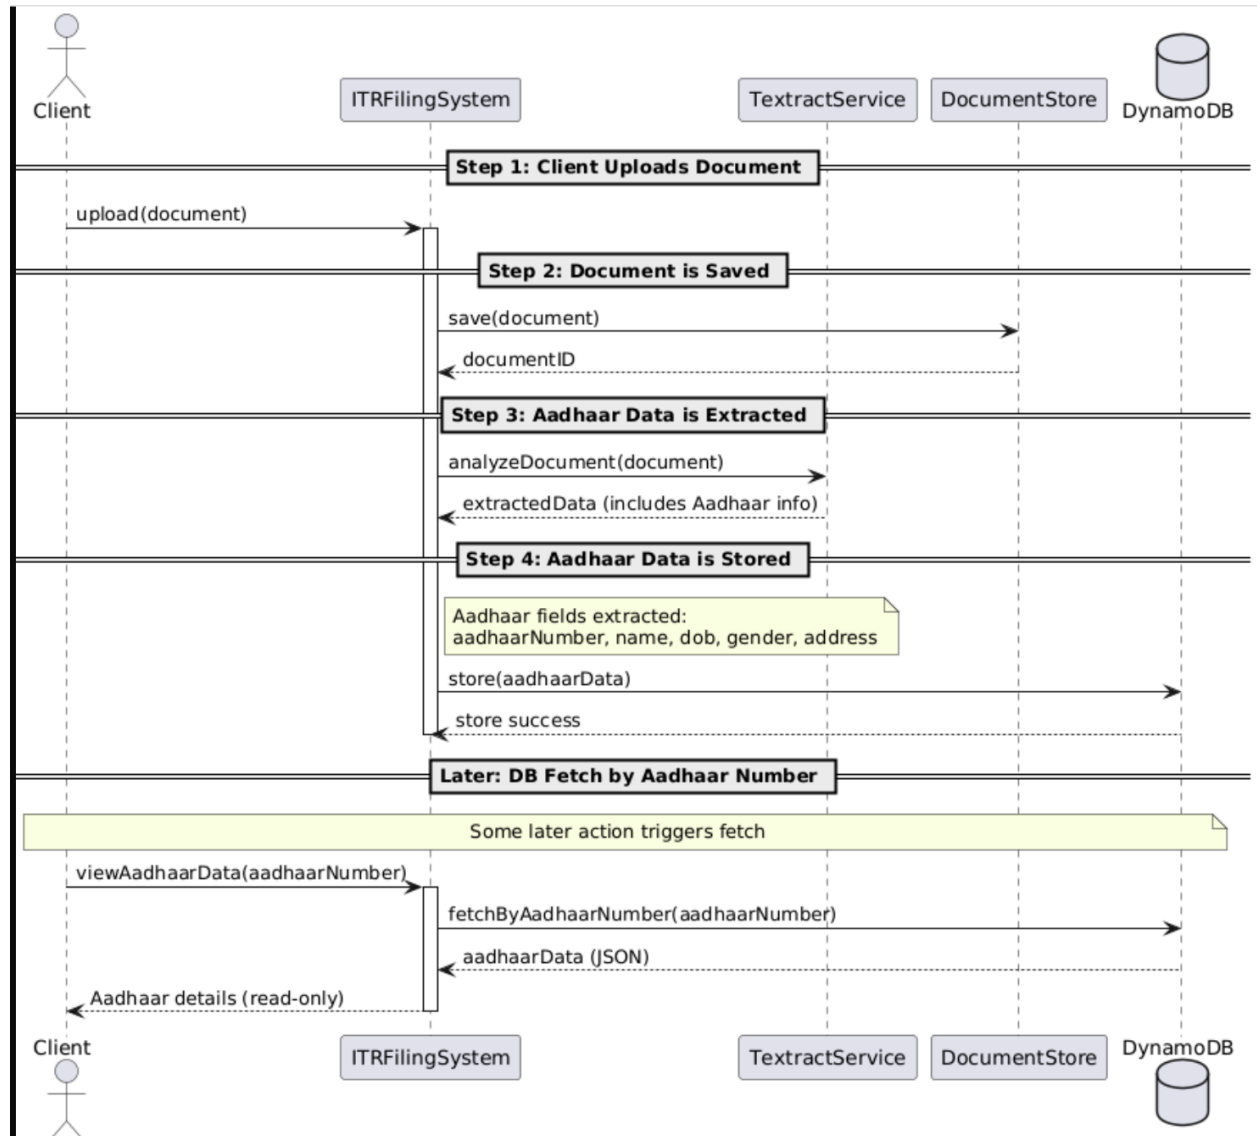 Client
ITRFilingSystem
TextractService
DocumentStore
DynamoDB
Step 1: Client Uploads Document
upload(document)
Step 2: Document is Saved
save(document)
documentID
Step 3: Aadhaar Data is Extracted
analyzeDocument(document)
extractedData (includes Aadhaar info)
Step 4: Aadhaar Data is Stored
Aadhaar fields extracted:
aadhaarNumber, name, dob, gender, address
store(aadhaarData)
store success
Later: DB Fetch by Aadhaar Number
Some later action triggers fetch
viewAadhaarData(aadhaarNumber)
fetchByAadhaarNumber(aadhaarNumber)
aadhaarData (JSON)
Aadhaar details (read-only)
Client
ITRFilingSystem
TextractService
DocumentStore
DynamoDB